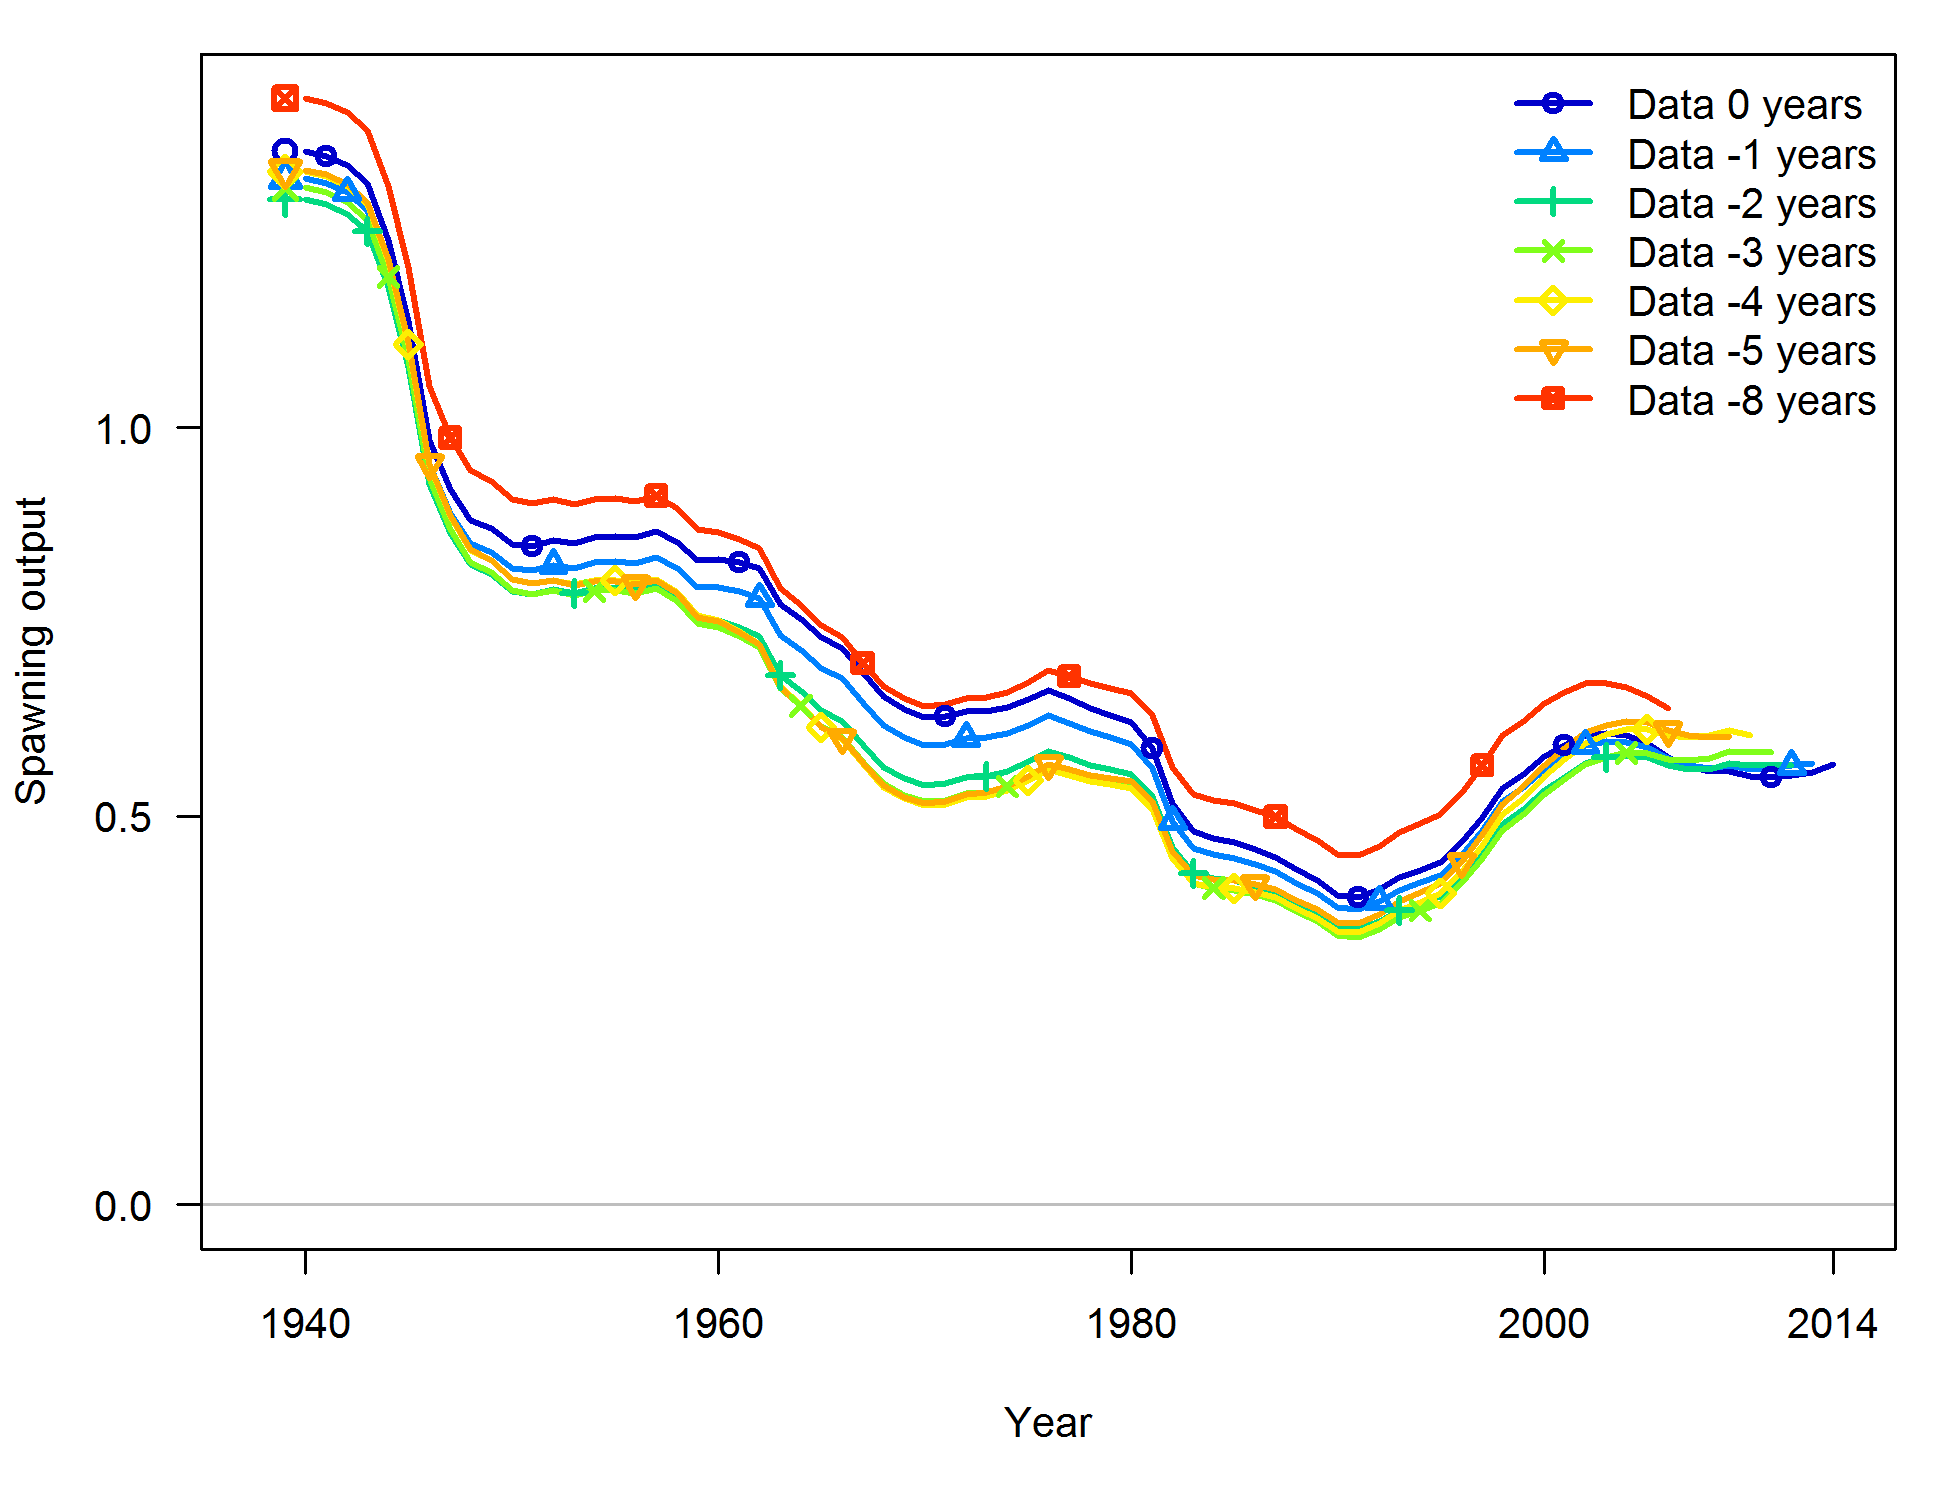 Data 0 years
Data -1 years
Data -2 years
Data -3 years
Data -4 years
Data -5 years
Data -8 years
1.0
0.5
0.0
Spawning output
1940 1960 1980 2000 2014
Year